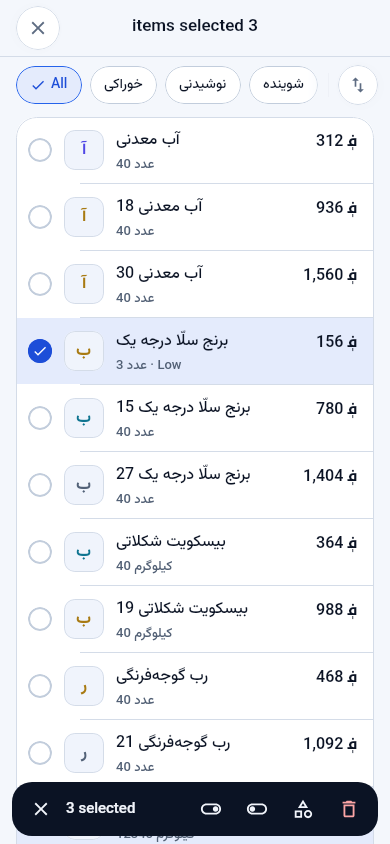 items selected 3
All
خوراکی
نوشیدنی
شوینده
آ
آب معدنی
312 ؋
40 عدد
آ
آب معدنی 18
936 ؋
40 عدد
آ
آب معدنی 30
1,560 ؋
40 عدد
ب
برنج سلّا درجه یک
156 ؋
3 عدد · Low
ب
برنج سلّا درجه یک 15
780 ؋
40 عدد
ب
برنج سلّا درجه یک 27
1,404 ؋
40 عدد
ب
بیسکویت شکلاتی
364 ؋
40 کیلوگرم
ب
بیسکویت شکلاتی 19
988 ؋
40 کیلوگرم
ر
رب گوجه‌فرنگی
468 ؋
40 عدد
ر
رب گوجه‌فرنگی 21
1,092 ؋
40 عدد
3 selected
کیلوگرم